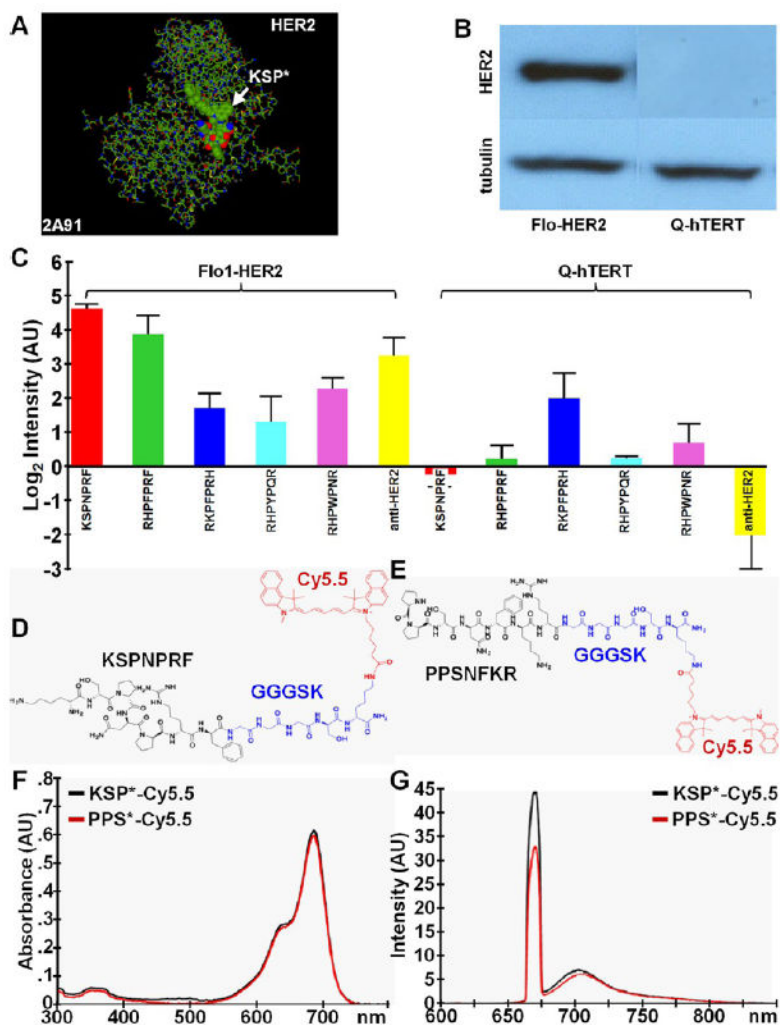 A
HER2
KSP*
2A91
B
HER2
tubulin
Flo-HER2 Q-hTERT
C
Flo1-HER2 Q-hTERT
Log2 Intensity (AU)
6
5
4
3
2
1
0
-1
-2
-3
KSPNPRF RHPFPRF RKPFPRH RHPYPQR RHPWPNR anti-HER2 KSPNPRF RHPFPRF RKPFPRH RHPYPQR RHPWPNR anti-HER2
D
Cy5.5
KSPNPRF
GGGSK
E
PPSNFKR
GGGSK
Cy5.5
F
KSP*-Cy5.5
PPS*-Cy5.5
Absorbance (AU)
.8
.7
.6
.5
.4
.3
.2
.1
0
300 400 500 600 700 nm
G
KSP*-Cy5.5
PPS*-Cy5.5
Intensity (AU)
45
40
35
30
25
20
15
10
5
0
600 650 700 750 800 nm